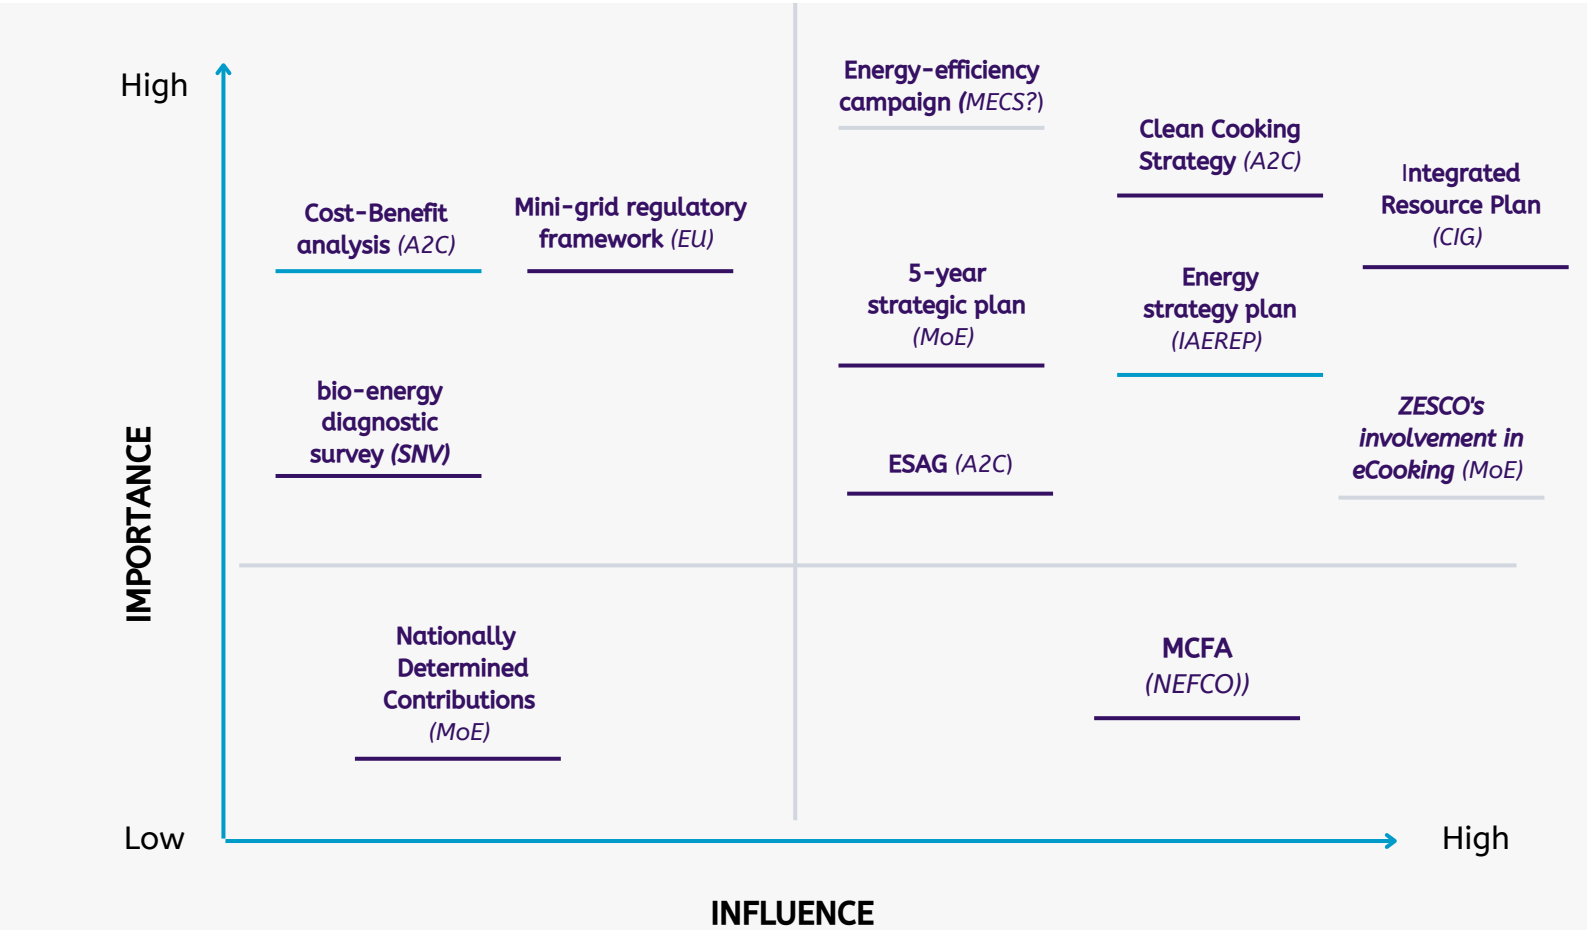 High
Energy-efficiency
campaign (MECS?)
Clean Cooking
Strategy (A2C)
Integrated
Resource Plan
(CIG)
Cost-Benefit
analysis (A2C)
Mini-grid regulatory
framework (EU)
5-year
strategic plan
(MoE)
Energy
strategy plan
(IAEREP)
bio-energy
diagnostic
survey (SNV)
ESAG (A2C)
ZESCO's
involvement in
eCooking (MoE)
IMPORTANCE
Nationally
Determined
Contributions
(MoE)
MCFA
(NEFCO))
Low
High
INFLUENCE